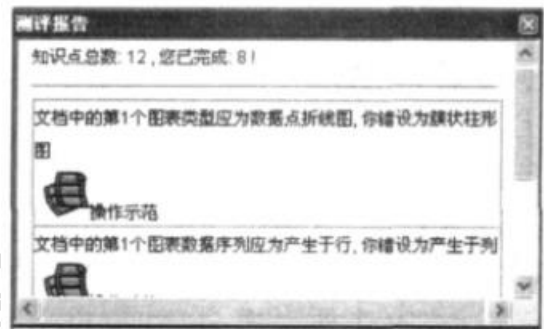 测评报告
知识点总数: 12 , 您已完成: 8 !
文档中的第1个图表类型应为数据点折线图, 你错设为簇状柱形
图
操作示范
文档中的第1个图表数据序列应为产生于行, 你错设为产生于列